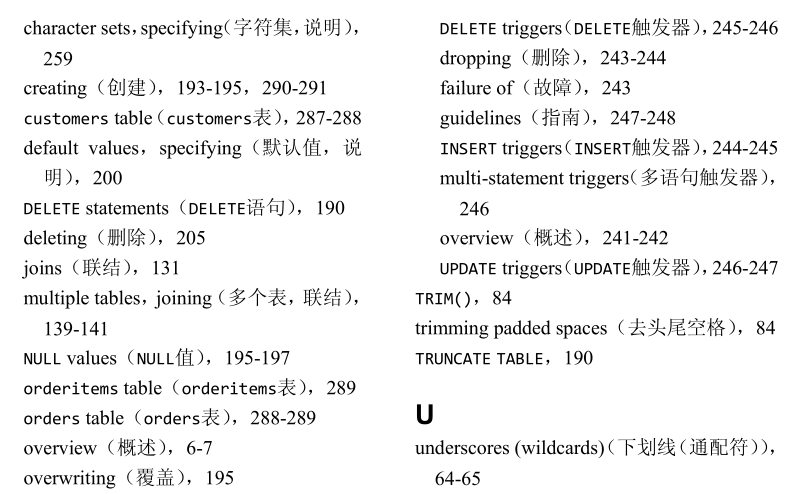 character sets, specifying（字符集，说明），
259
creating（创建），193-195，290-291
customers table（customers表），287-288
default values，specifying（默认值，说
明），200
DELETE statements（DELETE语句），190
deleting（删除），205
joins（联结），131
multiple tables，joining（多个表，联结），
139-141
NULL values（NULL值），195-197
orderitems table（orderitems表），289
orders table（orders表），288-289
overview（概述），6-7
overwriting（覆盖），195
DELETE triggers（DELETE触发器），245-246
dropping（删除），243-244
failure of（故障），243
guidelines（指南），247-248
INSERT triggers（INSERT触发器），244-245
multi-statement triggers（多语句触发器），
246
overview（概述），241-242
UPDATE triggers（UPDATE触发器），246-247
TRIM()，84
trimming padded spaces（去头尾空格），84
TRUNCATE TABLE，190
U
underscores (wildcards)（下划线（通配符）），
64-65